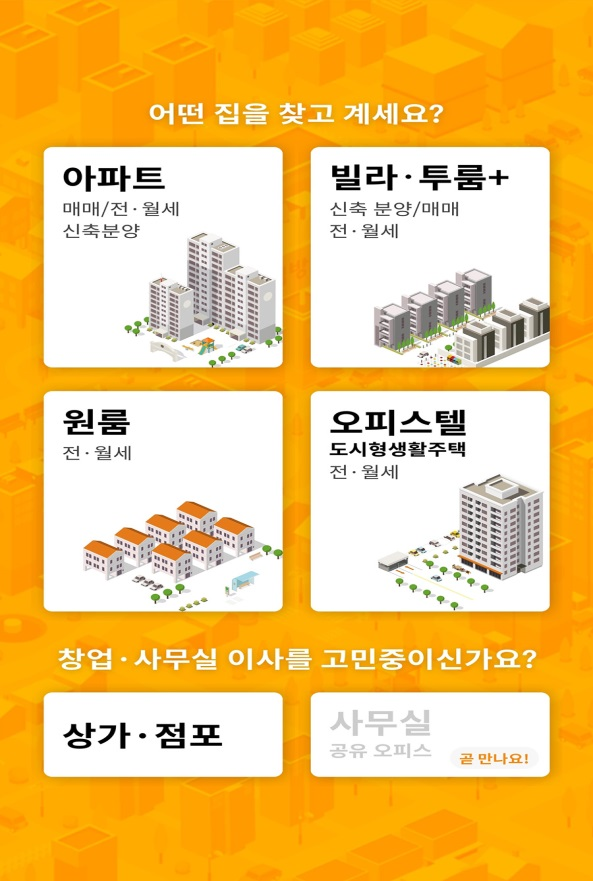 어떤 집을 찾고 계세요?
아파트
매매/전·월세
신축분양
빌라·투룸+
신축 분양/매매
전·월세
원룸
전·월세
오피스텔
도시형생활주택
전·월세
창업·사무실 이사를 고민중이신가요?
상가·점포
사무실
공유 오피스
곧 만나요!